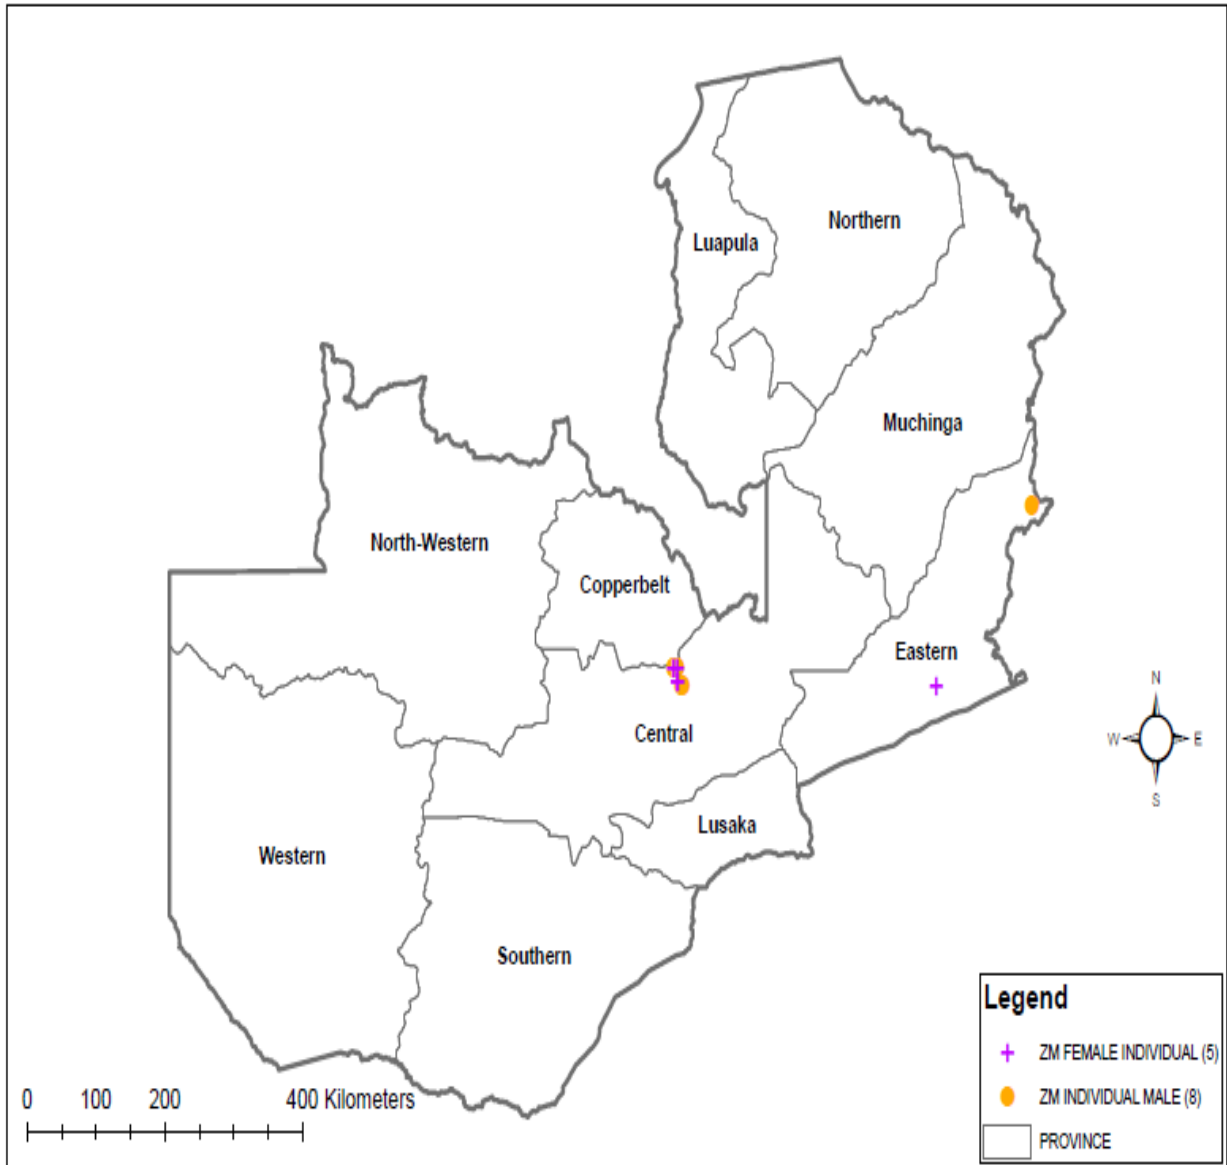 Northern
Luapula
Muchinga
North-Western
Copperbelt
Eastern
Central
Lusaka
Western
Southern
N
W E
S
Legend
ZM FEMALE INDIVIDUAL (5)
ZM INDIVIDUAL MALE (8)
PROVINCE
0 100 200 400 Kilometers